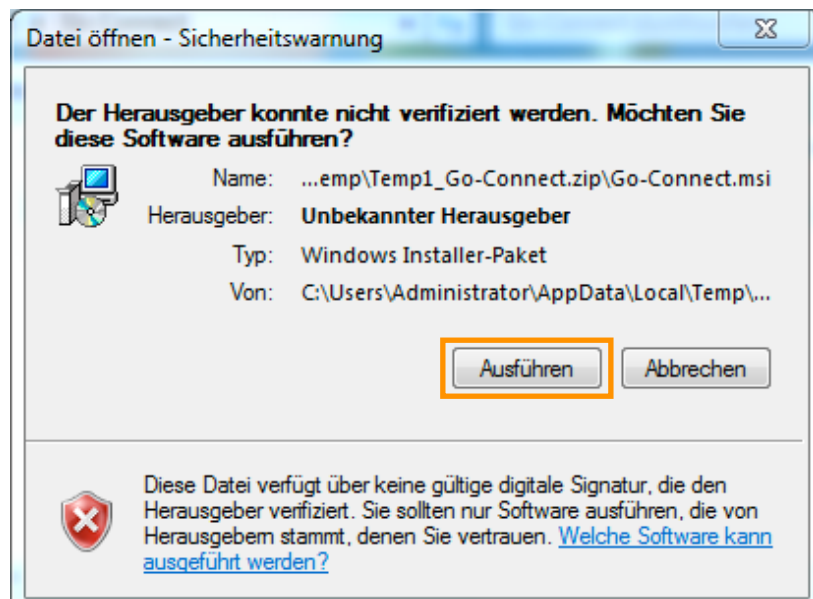 Datei öffnen - Sicherheitswarnung
Der Herausgeber konnte nicht verifiziert werden. Möchten Sie
diese Software ausführen?
Name: ...emp\Temp1_Go-Connect.zip\Go-Connect.msi
Herausgeber: Unbekannter Herausgeber
Typ: Windows Installer-Paket
Von: C:\Users\Administrator\AppData\Local\Temp\...
Ausführen Abbrechen
Diese Datei verfügt über keine gültige digitale Signatur, die den
Herausgeber verifiziert. Sie sollten nur Software ausführen, die von
Herausgebern stammt, denen Sie vertrauen. Welche Software kann
ausgeführt werden?